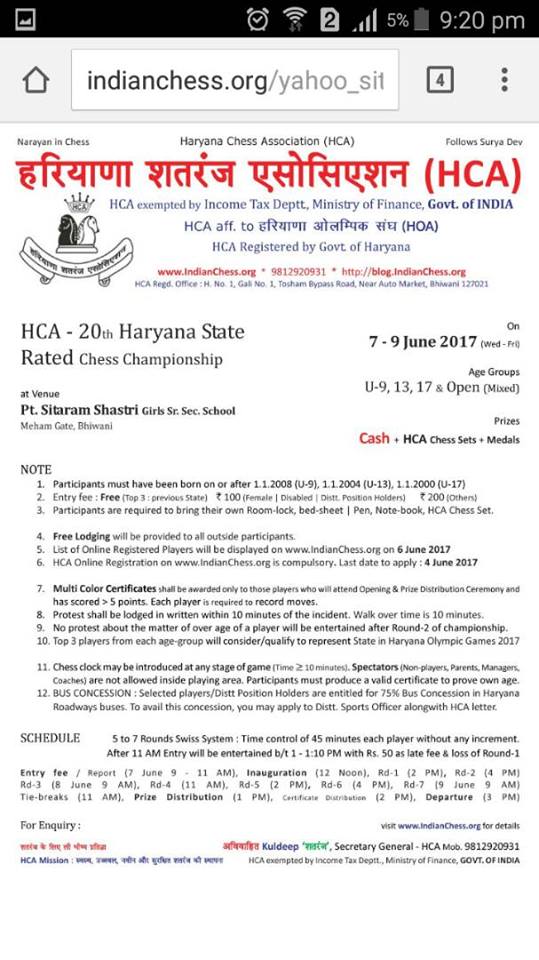 2 5% 9:20 pm
indianchess.org/yahoo_sit 4
Narayan in Chess Haryana Chess Association (HCA) Follows Surya Dev
हरियाणा शतरंज एसोसिएशन (HCA)
HCA exempted by Income Tax Deptt., Ministry of Finance, Govt. of INDIA
HCA aff. to हरियाणा ओलम्पिक संघ (HOA)
HCA Registered by Govt. of Haryana
हरियाणा शतरंज एसोसिएशन
www.IndianChess.org * 9812920931 * http://blog.IndianChess.org
HCA Regd. Office : H. No. 1, Gali No. 1, Tosham Bypass Road, Near Auto Market, Bhiwani 127021
HCA - 20th Haryana State
Rated Chess Championship
On
7 - 9 June 2017 (Wed - Fri)
Age Groups
U-9, 13, 17 & Open (Mixed)
at Venue
Pt. Sitaram Shastri Girls Sr. Sec. School
Meham Gate, Bhiwani
Prizes
Cash + HCA Chess Sets + Medals
NOTE
1. Participants must have been born on or after 1.1.2008 (U-9), 1.1.2004 (U-13), 1.1.2000 (U-17)
2. Entry fee : Free (Top 3 : previous State) ₹ 100 (Female | Disabled | Distt. Position Holders) ₹ 200 (Others)
3. Participants are required to bring their own Room-lock, bed-sheet | Pen, Note-book, HCA Chess Set.
4. Free Lodging will be provided to all outside participants.
5. List of Online Registered Players will be displayed on www.IndianChess.org on 6 June 2017
6. HCA Online Registration on www.IndianChess.org is compulsory. Last date to apply : 4 June 2017
7. Multi Color Certificates shall be awarded only to those players who will attend Opening & Prize Distribution Ceremony and
has scored > 5 points. Each player is required to record moves.
8. Protest shall be lodged in written within 10 minutes of the incident. Walk over time is 10 minutes.
9. No protest about the matter of over age of a player will be entertained after Round-2 of championship.
10. Top 3 players from each age-group will consider/qualify to represent State in Haryana Olympic Games 2017
11. Chess clock may be introduced at any stage of game (Time ≥ 10 minutes). Spectators (Non-players, Parents, Managers,
Coaches) are not allowed inside playing area. Participants must produce a valid certificate to prove own age.
12. BUS CONCESSION : Selected players/Distt Position Holders are entitled for 75% Bus Concession in Haryana
Roadways buses. To avail this concession, you may apply to Distt. Sports Officer alongwith HCA letter.
SCHEDULE 5 to 7 Rounds Swiss System : Time control of 45 minutes each player without any increment.
After 11 AM Entry will be entertained b/t 1 - 1:10 PM with Rs. 50 as late fee & loss of Round-1
Entry fee / Report (7 June 9 - 11 AM), Inauguration (12 Noon), Rd-1 (2 PM), Rd-2 (4 PM)
Rd-3 (8 June 9 AM), Rd-4 (11 AM), Rd-5 (2 PM), Rd-6 (4 PM), Rd-7 (9 June 9 AM)
Tie-breaks (11 AM), Prize Distribution (1 PM), Certificate Distribution (2 PM), Departure (3 PM)
For Enquiry : visit www.IndianChess.org for details
शतरंज के लिए की भीष्म प्रतिज्ञा अविवाहित Kuldeep 'शतरंज', Secretary General - HCA Mob. 9812920931
HCA Mission : स्वस्थ, उज्जवल, नवीन और सुरक्षित शतरंज की स्थापना HCA exempted by Income Tax Deptt., Ministry of Finance, GOVT. OF INDIA